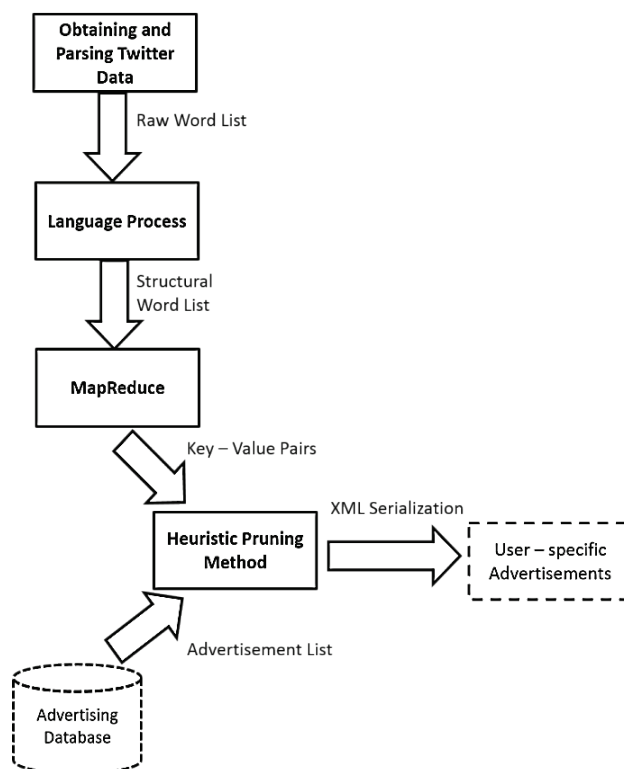 Obtaining and
Parsing Twitter
Data
Raw Word List
Language Process
Structural
Word List
MapReduce
Key – Value Pairs
XML Serialization
Heuristic Pruning
Method
User – specific
Advertisements
Advertisement List
Advertising
Database